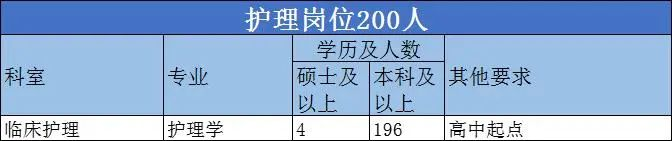 护理岗位200人
科室 专业 学历及人数 其他要求
硕士及以上 本科及以上
临床护理 护理学 4 196 高中起点